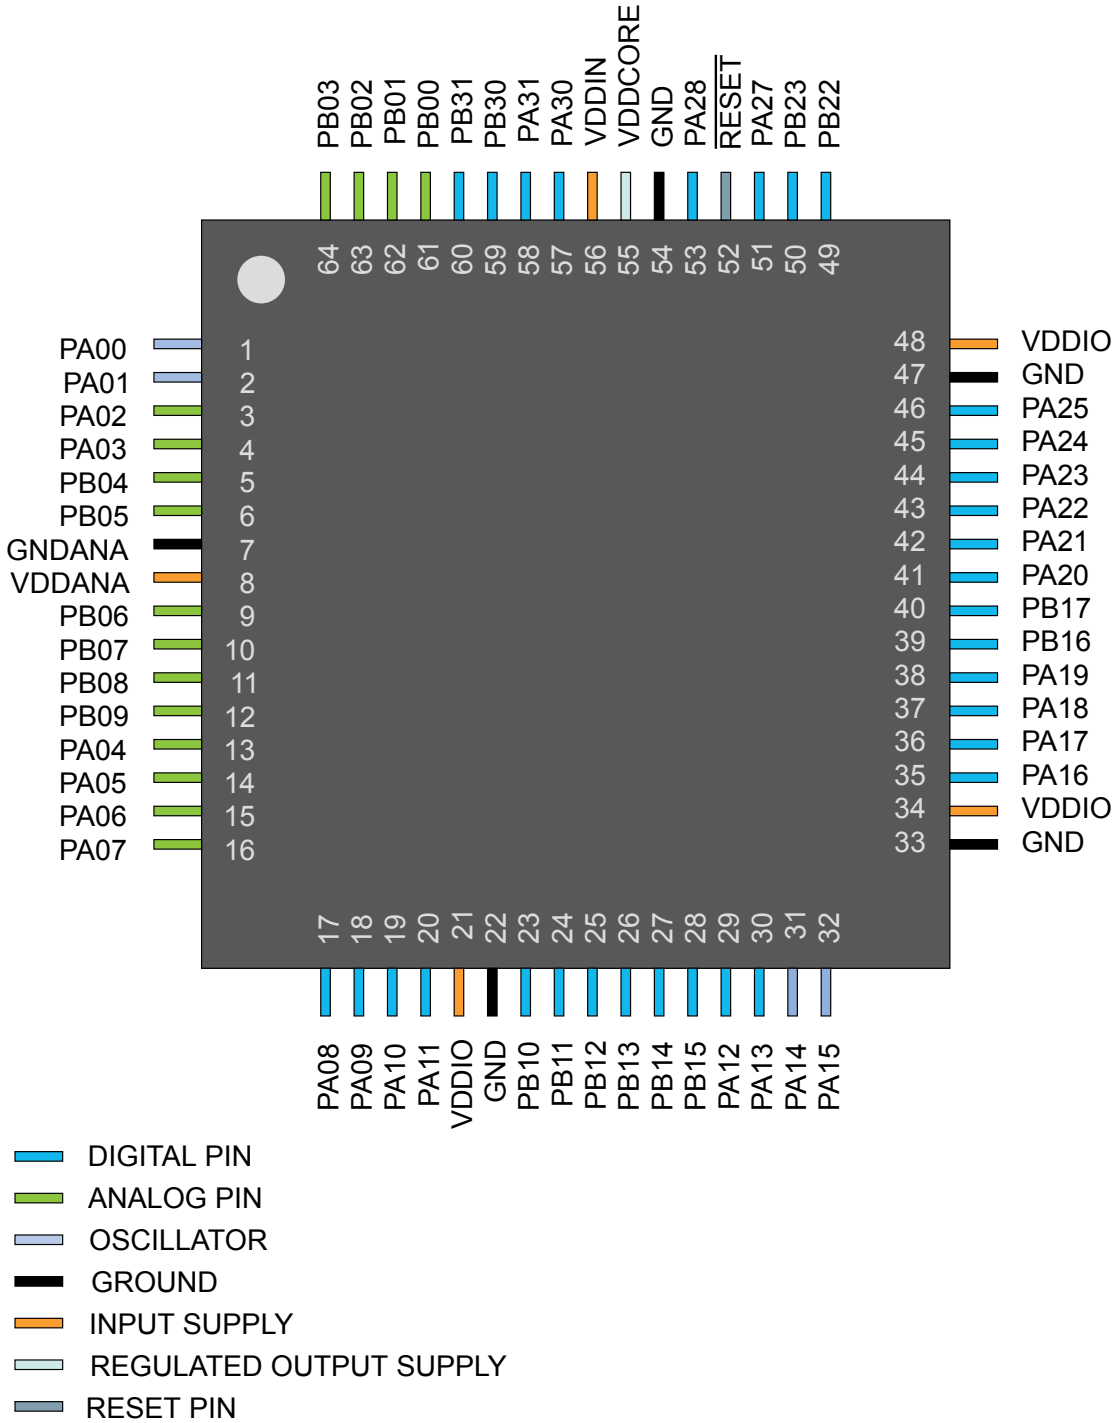 PB03
PB02
PB01
PB00
PB31
PB30
PA31
PA30
VDDIN
VDDCORE
GND
PA28
RESET
PA27
PB23
PB22
64
63
62
61
60
59
58
57
56
55
54
53
52
51
50
49
PA00 1
PA01 2
PA02 3
PA03 4
PB04 5
PB05 6
GNDANA 7
VDDANA 8
PB06 9
PB07 10
PB08 11
PB09 12
PA04 13
PA05 14
PA06 15
PA07 16
48 VDDIO
47 GND
46 PA25
45 PA24
44 PA23
43 PA22
42 PA21
41 PA20
40 PB17
39 PB16
38 PA19
37 PA18
36 PA17
35 PA16
34 VDDIO
33 GND
17
18
19
20
21
22
23
24
25
26
27
28
29
30
31
32
PA08
PA09
PA10
PA11
VDDIO
GND
PB10
PB11
PB12
PB13
PB14
PB15
PA12
PA13
PA14
PA15
DIGITAL PIN
ANALOG PIN
OSCILLATOR
GROUND
INPUT SUPPLY
REGULATED OUTPUT SUPPLY
RESET PIN